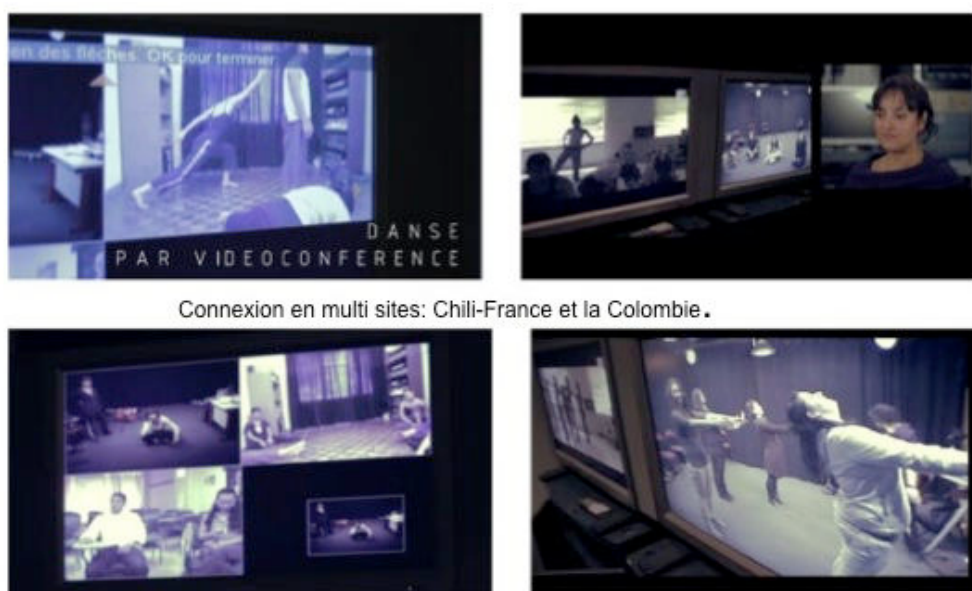 en des flèches OK pour terminer
DANSE
PAR VIDEOCONFERENCE
Connexion en multi sites: Chili-France et la Colombie.